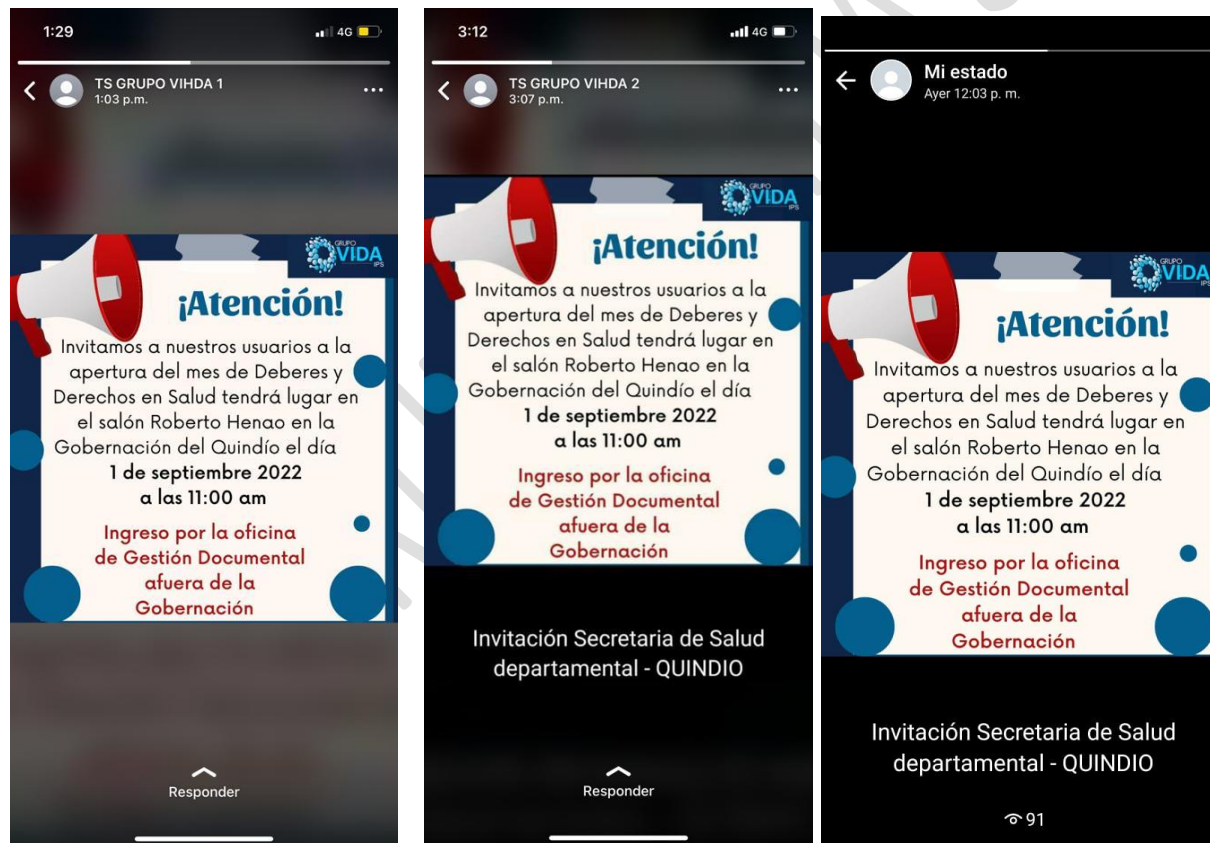 1:29
4G
TS GRUPO VIHDA 1
1:03 p.m.
GRUPO
VIDA
IPS
¡Atención!
Invitamos a nuestros usuarios a la
apertura del mes de Deberes y
Derechos en Salud tendrá lugar en
el salón Roberto Henao en la
Gobernación del Quindío el día
1 de septiembre 2022
a las 11:00 am
Ingreso por la oficina
de Gestión Documental
afuera de la
Gobernación
Responder
3:12
4G
TS GRUPO VIHDA 2
3:07 p.m.
GRUPO
VIDA
IPS
¡Atención!
Invitamos a nuestros usuarios a la
apertura del mes de Deberes y
Derechos en Salud tendrá lugar en
el salón Roberto Henao en la
Gobernación del Quindío el día
1 de septiembre 2022
a las 11:00 am
Ingreso por la oficina
de Gestión Documental
afuera de la
Gobernación
Invitación Secretaria de Salud
departamental - QUINDIO
Responder
Mi estado
Ayer 12:03 p. m.
GRUPO
VIDA
IPS
¡Atención!
Invitamos a nuestros usuarios a la
apertura del mes de Deberes y
Derechos en Salud tendrá lugar en
el salón Roberto Henao en la
Gobernación del Quindío el día
1 de septiembre 2022
a las 11:00 am
Ingreso por la oficina
de Gestión Documental
afuera de la
Gobernación
Invitación Secretaria de Salud
departamental - QUINDIO
91